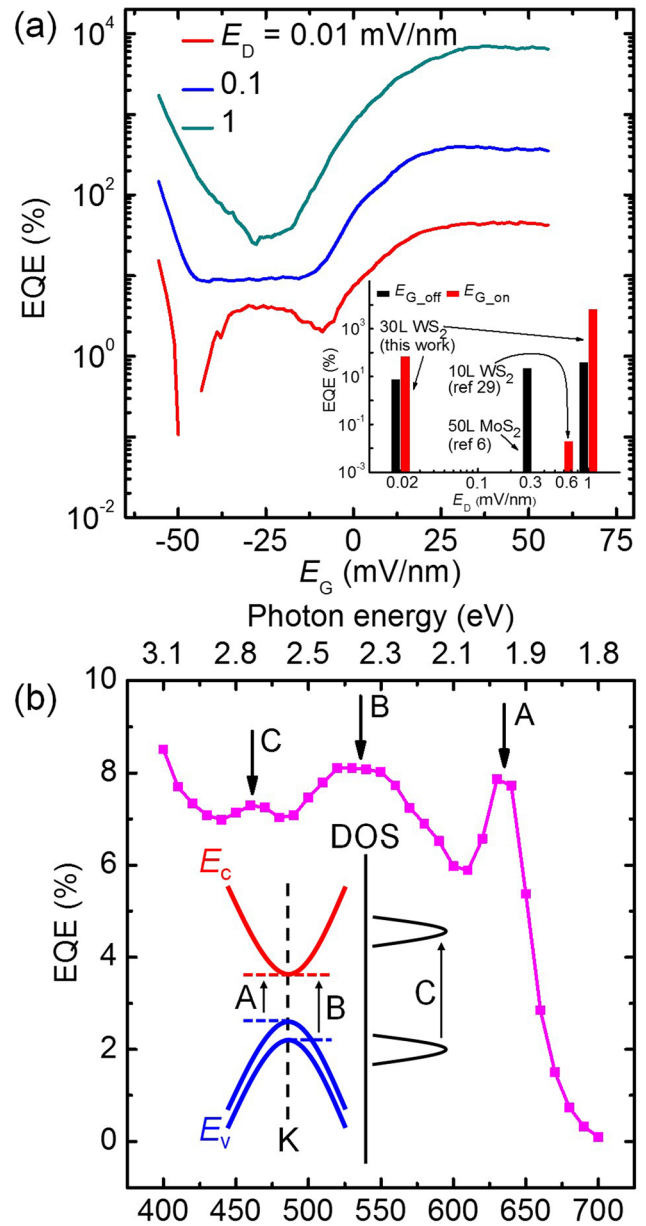 (a)
E_D = 0.01 mV/nm
0.1
1
10^4
10^2
10^0
10^-2
EQE (%)
-50 -25 0 25 50 75
E_G (mV/nm)
E_G_off E_G_on
30L WS_2
(this work)
10L WS_2
(ref 29)
50L MoS_2
(ref 6)
EQE (%)
10^3
10^1
10^-1
10^-3
0.02 0.1 0.3 0.6 1
E_D (mV/nm)
Photon energy (eV)
3.1 2.8 2.5 2.3 2.1 1.9 1.8
(b)
10
8
6
4
2
0
EQE (%)
C
B
A
DOS
E_c
A
B
C
E_v
K
400 450 500 550 600 650 700